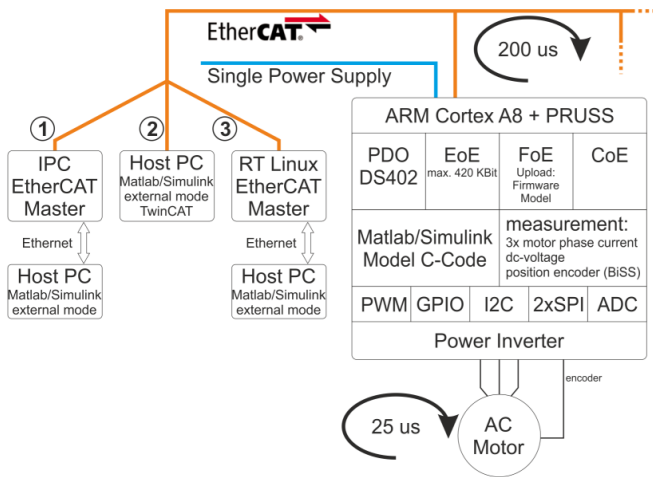 EtherCAT.
200 us
Single Power Supply
1
2
3
IPC
EtherCAT
Master
Host PC
Matlab/Simulink
external mode
TwinCAT
RT Linux
EtherCAT
Master
Ethernet
Ethernet
Host PC
Matlab/Simulink
external mode
Host PC
Matlab/Simulink
external mode
ARM Cortex A8 + PRUSS
PDO
DS402
EoE
max. 420 KBit
FoE
Upload:
Firmware
Model
CoE
Matlab/Simulink
Model C-Code
measurement:
3x motor phase current
dc-voltage
position encoder (BiSS)
PWM
GPIO
I2C
2xSPI
ADC
Power Inverter
encoder
25 us
AC
Motor